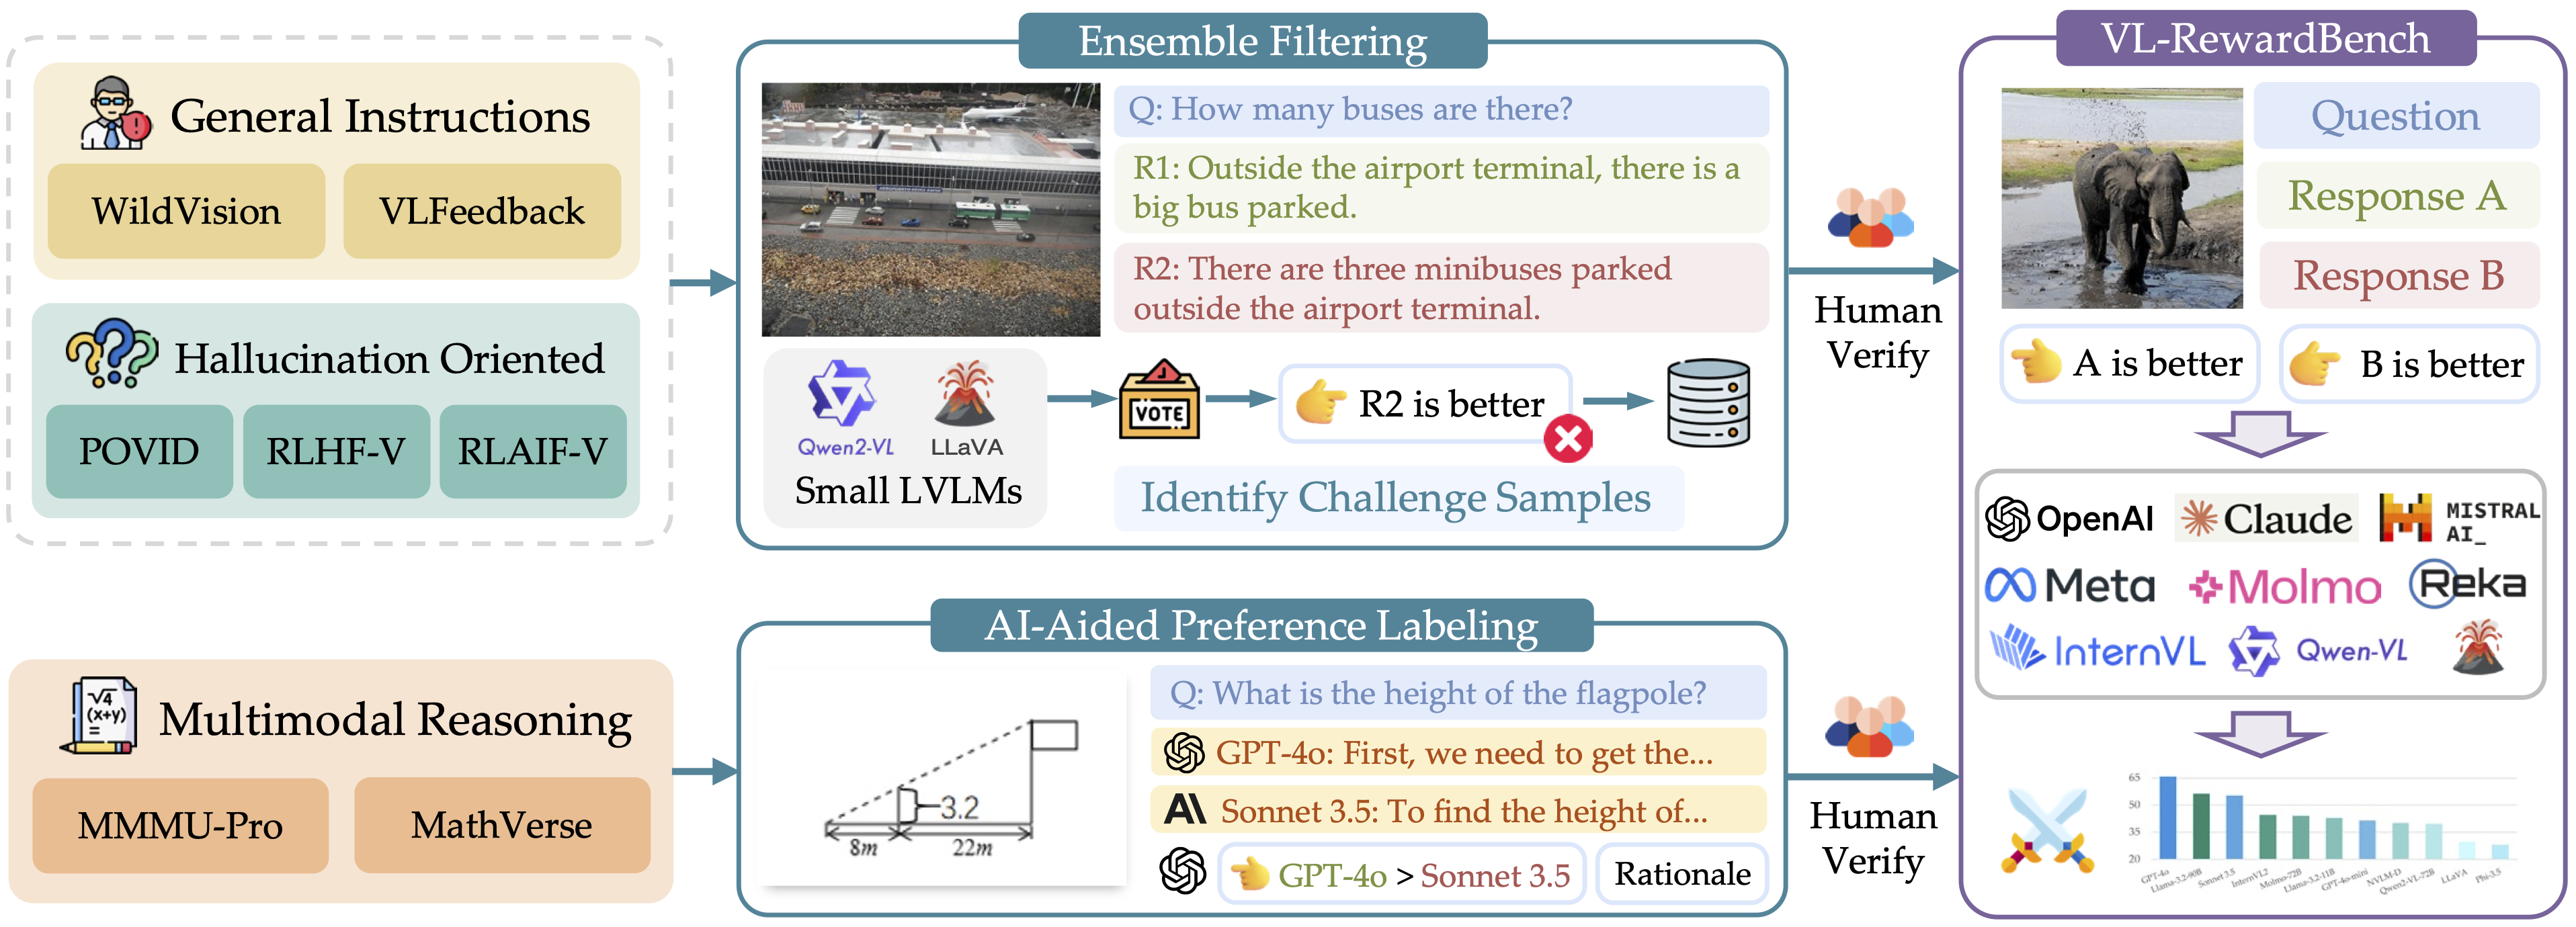 General Instructions
WildVision
VLFeedback
Hallucination Oriented
POVID
RLHF-V
RLAIF-V
Multimodal Reasoning
√4
(x+y)
=
MMMU-Pro
MathVerse
Ensemble Filtering
Q: How many buses are there?
R1: Outside the airport terminal, there is a
big bus parked.
R2: There are three minibuses parked
outside the airport terminal.
Qwen2-VL
LLaVA
Small LVLMs
VOTE
R2 is better
Identify Challenge Samples
Human
Verify
AI-Aided Preference Labeling
3.2
8m
22m
Q: What is the height of the flagpole?
GPT-4o: First, we need to get the...
Sonnet 3.5: To find the height of...
GPT-4o > Sonnet 3.5
Rationale
Human
Verify
VL-RewardBench
Question
Response A
Response B
A is better
B is better
OpenAI
Claude
MISTRAL
AI_
Meta
Molmo
Reka
InternVL
Qwen-VL
65
50
35
20
GPT-4o
Llama-3.2-90B
Sonnet 3.5
InternVL2
Molmo-72B
Llama-3.2-11B
GPT-4o-mini
NVLM-D
Qwen2-VL-72B
LLaVA
Phi-3.5